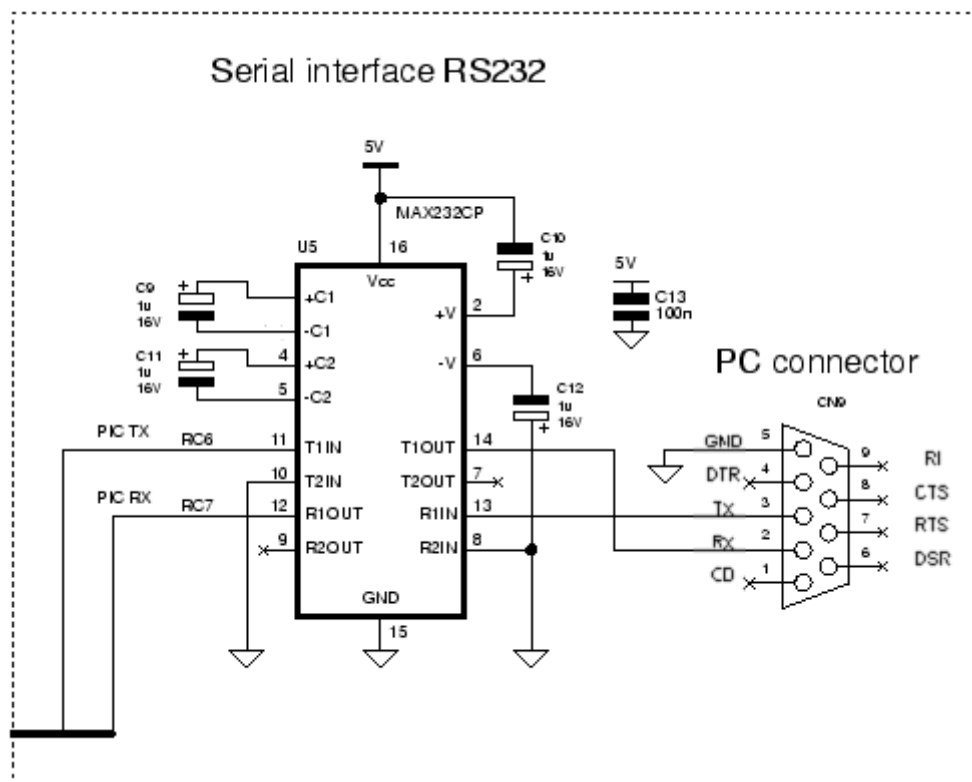 Serial interface RS232
5V
MAX232CP
U5
16
Vcc
C10
1u
16V
+
5V
C13
100n
C9
+
1u
16V
+C1
-C1
+V
2
C11
+
1u
16V
4
+C2
5
-C2
-V
6
C12
1u
16V
+
PC connector
CN9
PIC TX
RC6
11
T1IN
T1OUT
14
GND
5
10
T2IN
T2OUT
7
DTR
4
PIC RX
RC7
12
R1OUT
R1IN
13
TX
3
9
R2OUT
R2IN
8
RX
2
CD
1
9
RI
8
CTS
7
RTS
6
DSR
GND
15